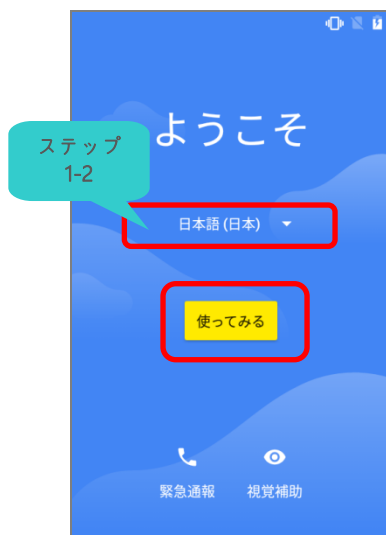 ようこそ
ステップ
1-2
日本語 (日本)
使ってみる
緊急通報 視覚補助